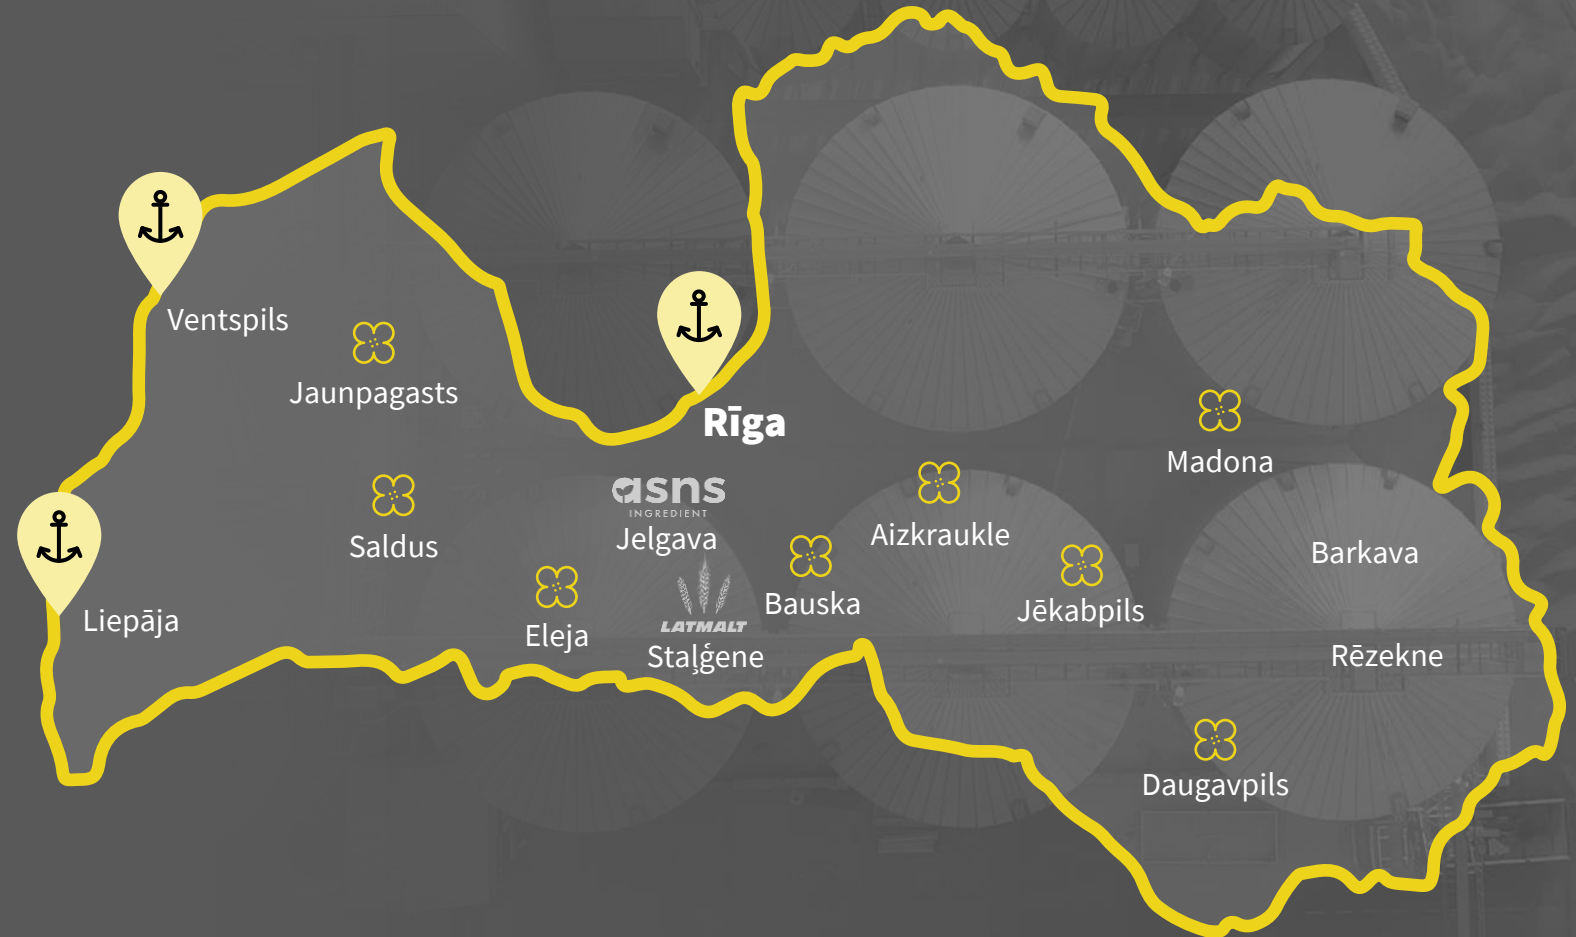 Ventspils
Jaunpagasts
Rīga
Madona
asns
INGREDIENT
Jelgava
Saldus
Aizkraukle
Barkava
Bauska
Jēkabpils
Liepāja
Eleja
LATMALT
Staļģene
Rēzekne
Daugavpils